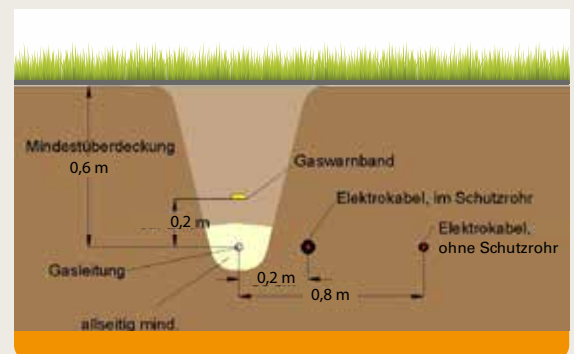 Mindestüberdeckung
0,6 m
Gaswarnband
Elektrokabel, im Schutzrohr
0,2 m
Elektrokabel,
ohne Schutzrohr
Gasleitung
0,2 m
0,8 m
allseitig mind.